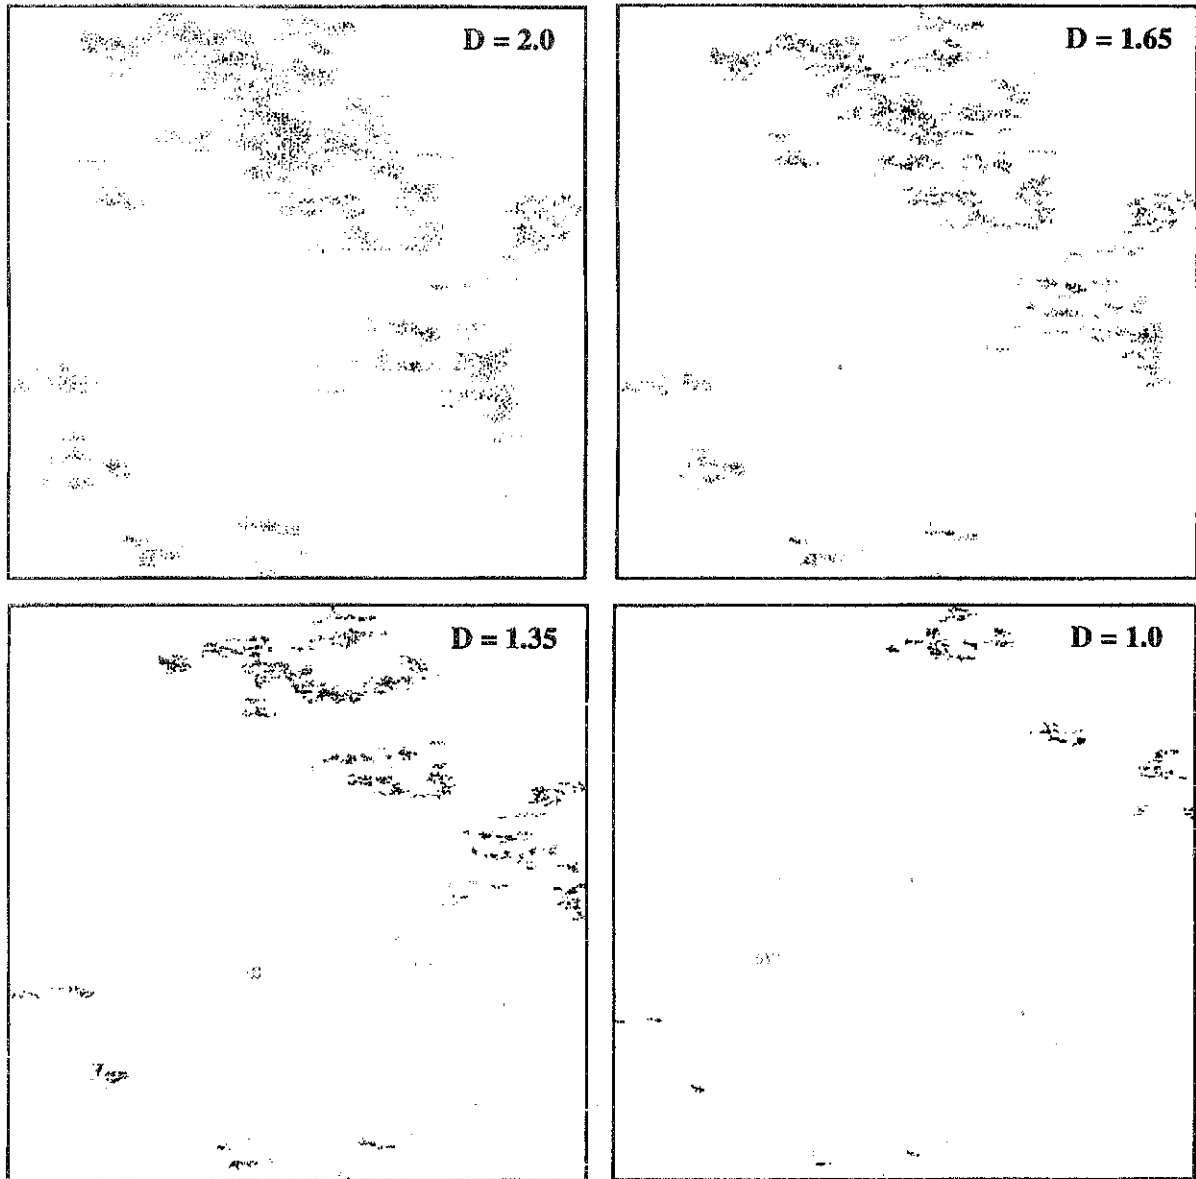 D = 2.0
D = 1.65
D = 1.35
D = 1.0